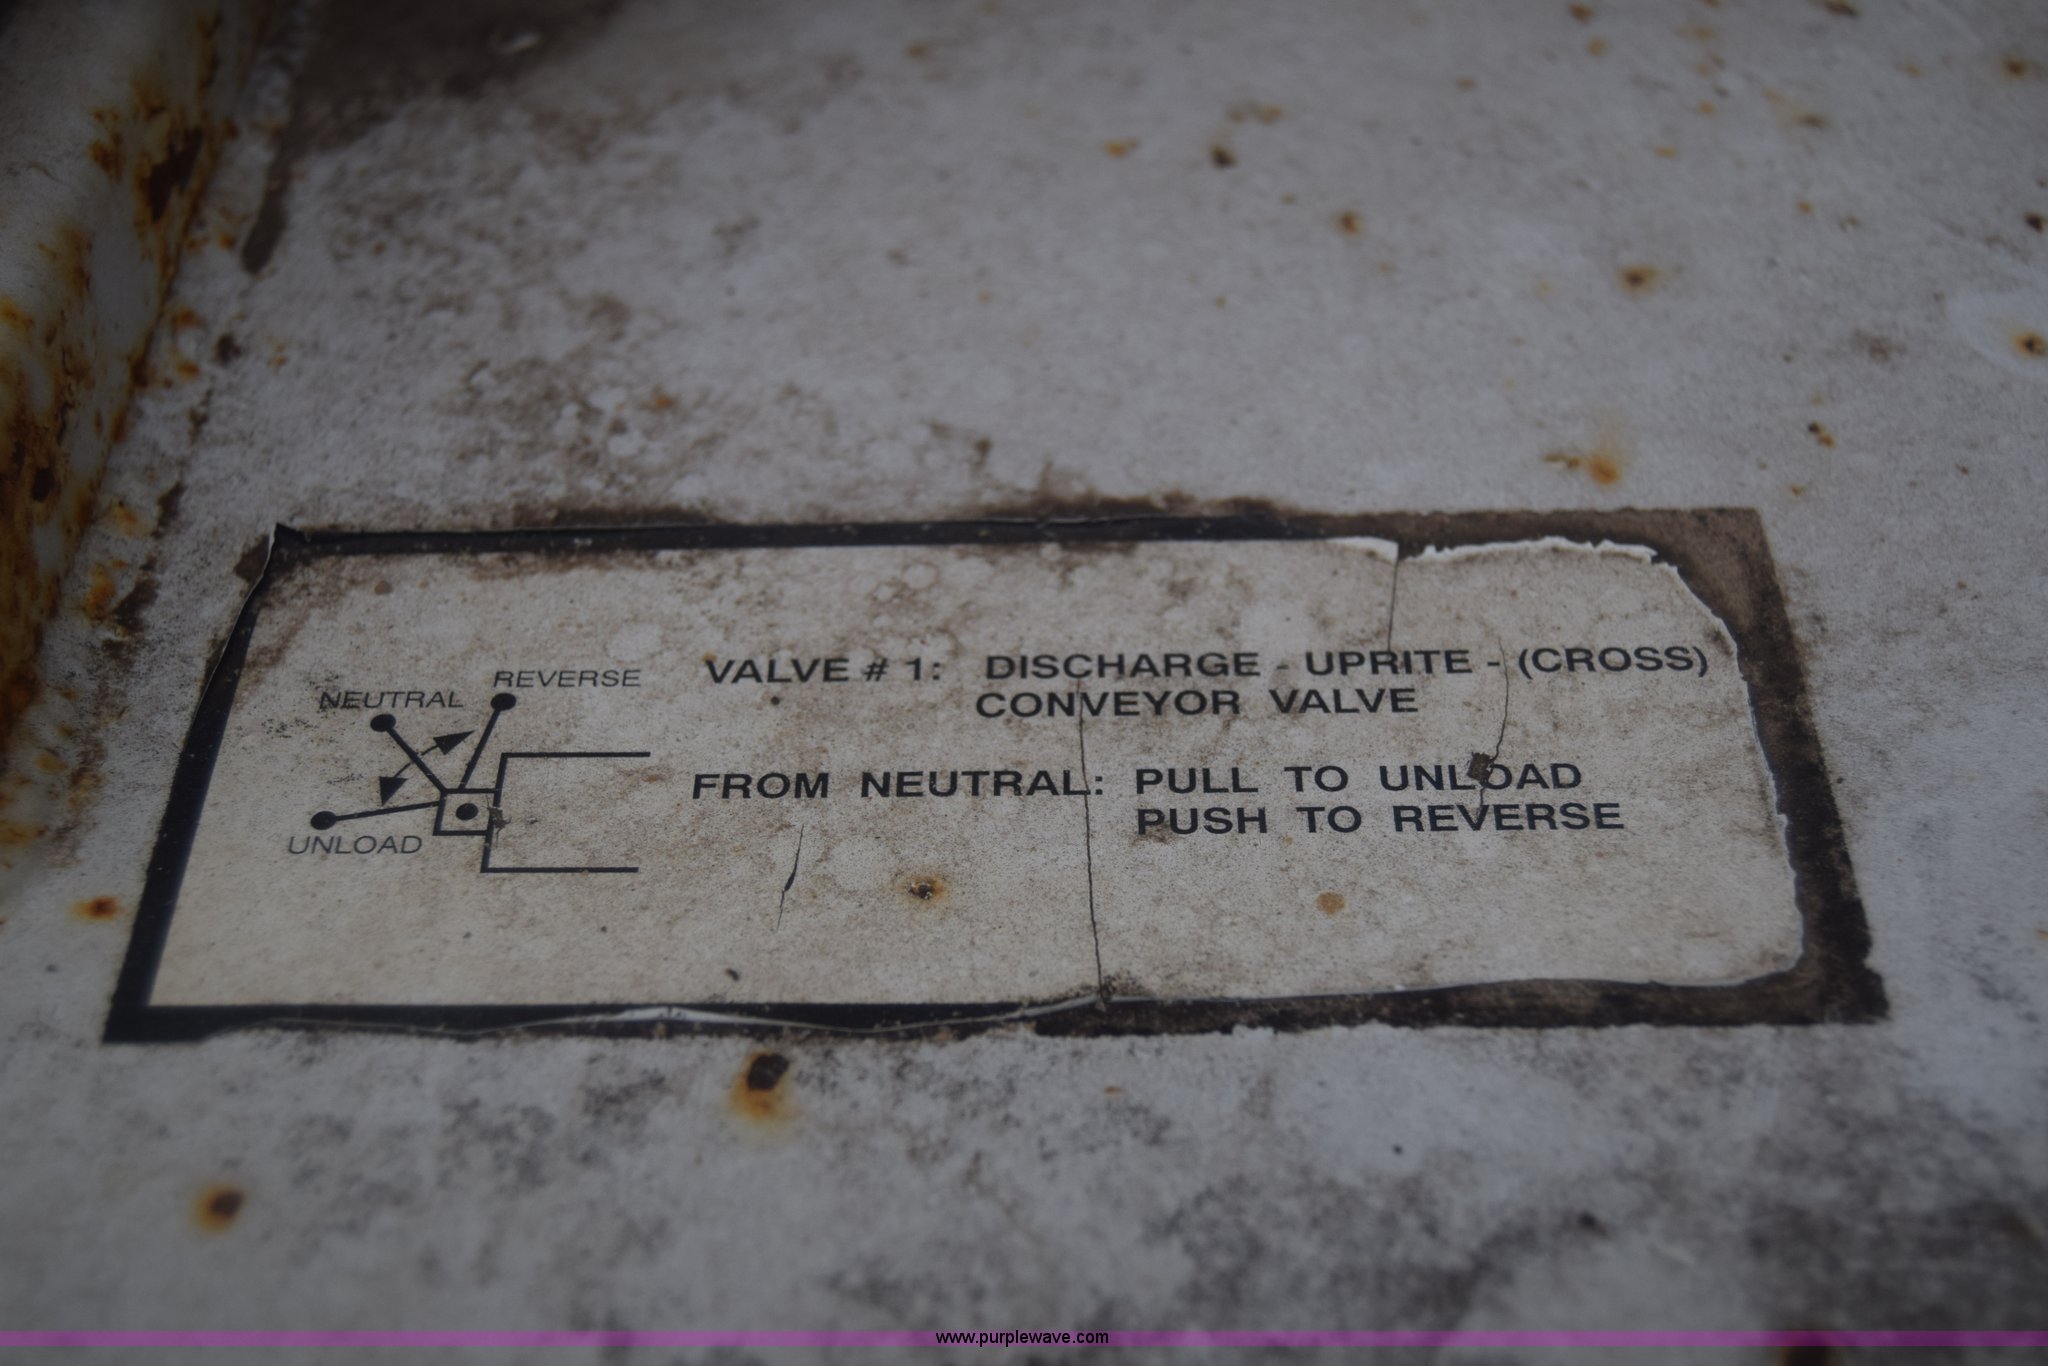 REVERSE
NEUTRAL
UNLOAD
VALVE # 1: DISCHARGE - UPRITE - (CROSS)
CONVEYOR VALVE
FROM NEUTRAL: PULL TO UNLOAD
PUSH TO REVERSE
www.purplewave.com